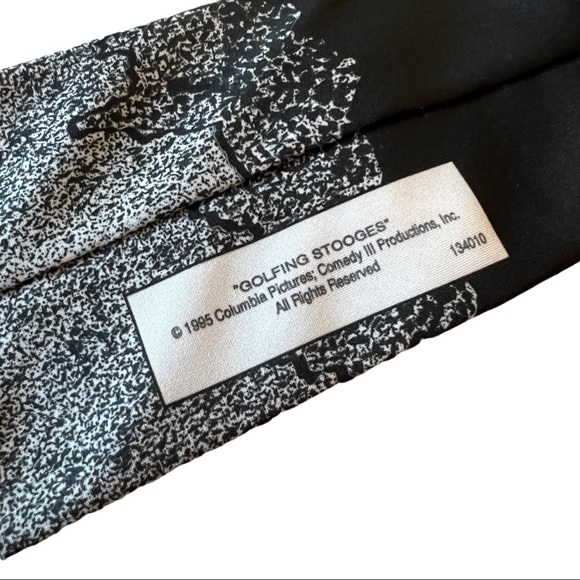 "GOLFING STOOGES"
© 1995 Columbia Pictures; Comedy III Productions, Inc.
All Rights Reserved
134010